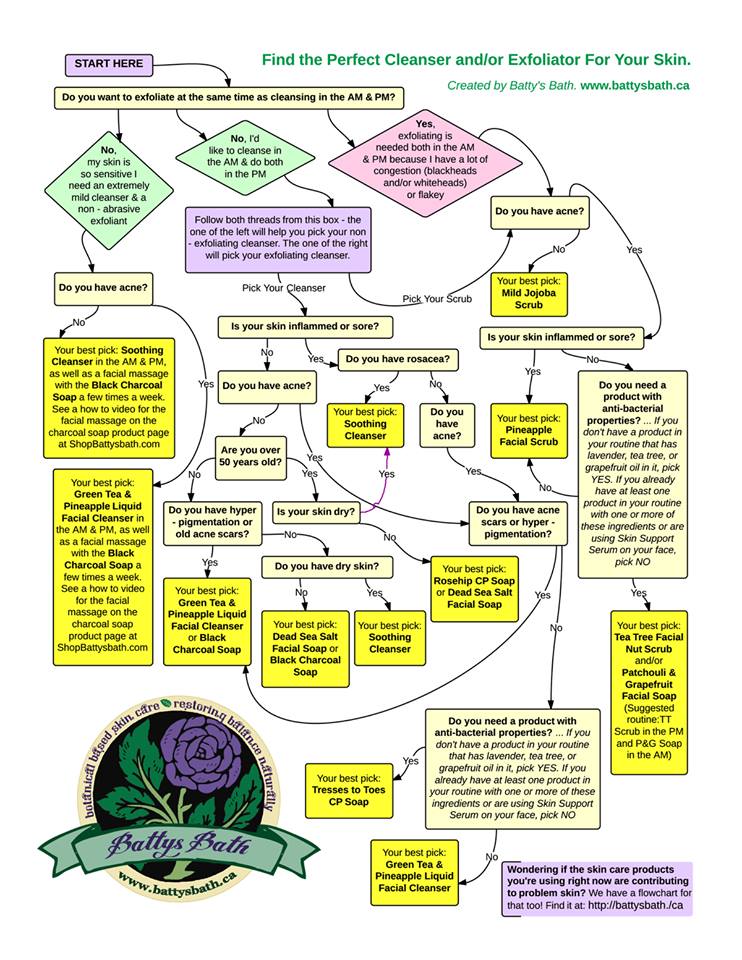 START HERE
Find the Perfect Cleanser and/or Exfoliator For Your Skin.
Created by Batty's Bath. www.battysbath.ca
Do you want to exfoliate at the same time as cleansing in the AM & PM?
No,
my skin is
so sensitive I
need an extremely
mild cleanser & a
non - abrasive
exfoliant
No, I'd
like to cleanse in
the AM & do both
in the PM
Yes,
exfoliating is
needed both in the AM
& PM because I have a lot of
congestion (blackheads
and/or whiteheads)
or flakey
Do you have acne?
No
Yes
Your best pick:
Mild Jojoba
Scrub
Follow both threads from this box - the
one of the left will help you pick your non
- exfoliating cleanser. The one of the right
will pick your exfoliating cleanser.
Pick Your Cleanser
Pick Your Scrub
Do you have acne?
No
Yes
Your best pick: Soothing
Cleanser in the AM & PM,
as well as a facial massage
with the Black Charcoal
Soap a few times a week.
See a how to video for the
facial massage on the
charcoal soap product page
at ShopBattysbath.com
Your best pick:
Green Tea &
Pineapple Liquid
Facial Cleanser in
the AM & PM, as well
as a facial massage
with the Black
Charcoal Soap a
few times a week.
See a how to video
for the facial
massage on the
charcoal soap
product page at
ShopBattysbath.com
Is your skin inflammed or sore?
No
Yes
Do you have rosacea?
Yes
No
Do you have acne?
No
Yes
Your best pick:
Soothing
Cleanser
Do you
have
acne?
Yes
Are you over
50 years old?
No
Yes
Yes
Do you have hyper
- pigmentation or
old acne scars?
Yes
No
Is your skin dry?
No
Do you have acne
scars or hyper -
pigmentation?
Yes
No
Do you have dry skin?
No
Yes
Your best pick:
Rosehip CP Soap
or Dead Sea Salt
Facial Soap
Your best pick:
Green Tea &
Pineapple Liquid
Facial Cleanser
or Black
Charcoal Soap
Your best pick:
Dead Sea Salt
Facial Soap or
Black Charcoal
Soap
Your best pick:
Soothing
Cleanser
Is your skin inflammed or sore?
Yes
No
Your best pick:
Pineapple
Facial Scrub
Do you need a
product with
anti-bacterial
properties? ... If you
don't have a product in
your routine that has
lavender, tea tree, or
grapefruit oil in it, pick
YES. If you already
have at least one
product in your routine
with one or more of
these ingredients or are
using Skin Support
Serum on your face,
pick NO
No
Yes
Your best pick:
Tea Tree Facial
Nut Scrub
and/or
Patchouli &
Grapefruit
Facial Soap
(Suggested
routine:TT
Scrub in the PM
and P&G Soap
in the AM)
Do you need a product with
anti-bacterial properties? ... If you
don't have a product in your routine
that has lavender, tea tree, or
grapefruit oil in it, pick YES. If you
already have at least one product in
your routine with one or more of these
ingredients or are using Skin Support
Serum on your face, pick NO
Yes
No
Your best pick:
Tresses to Toes
CP Soap
Your best pick:
Green Tea &
Pineapple Liquid
Facial Cleanser
botanical based skin care restoring balance naturally
Battys Bath
www.battysbath.ca
Wondering if the skin care products
you're using right now are contributing
to problem skin? We have a flowchart for
that too! Find it at: http://battysbath./ca